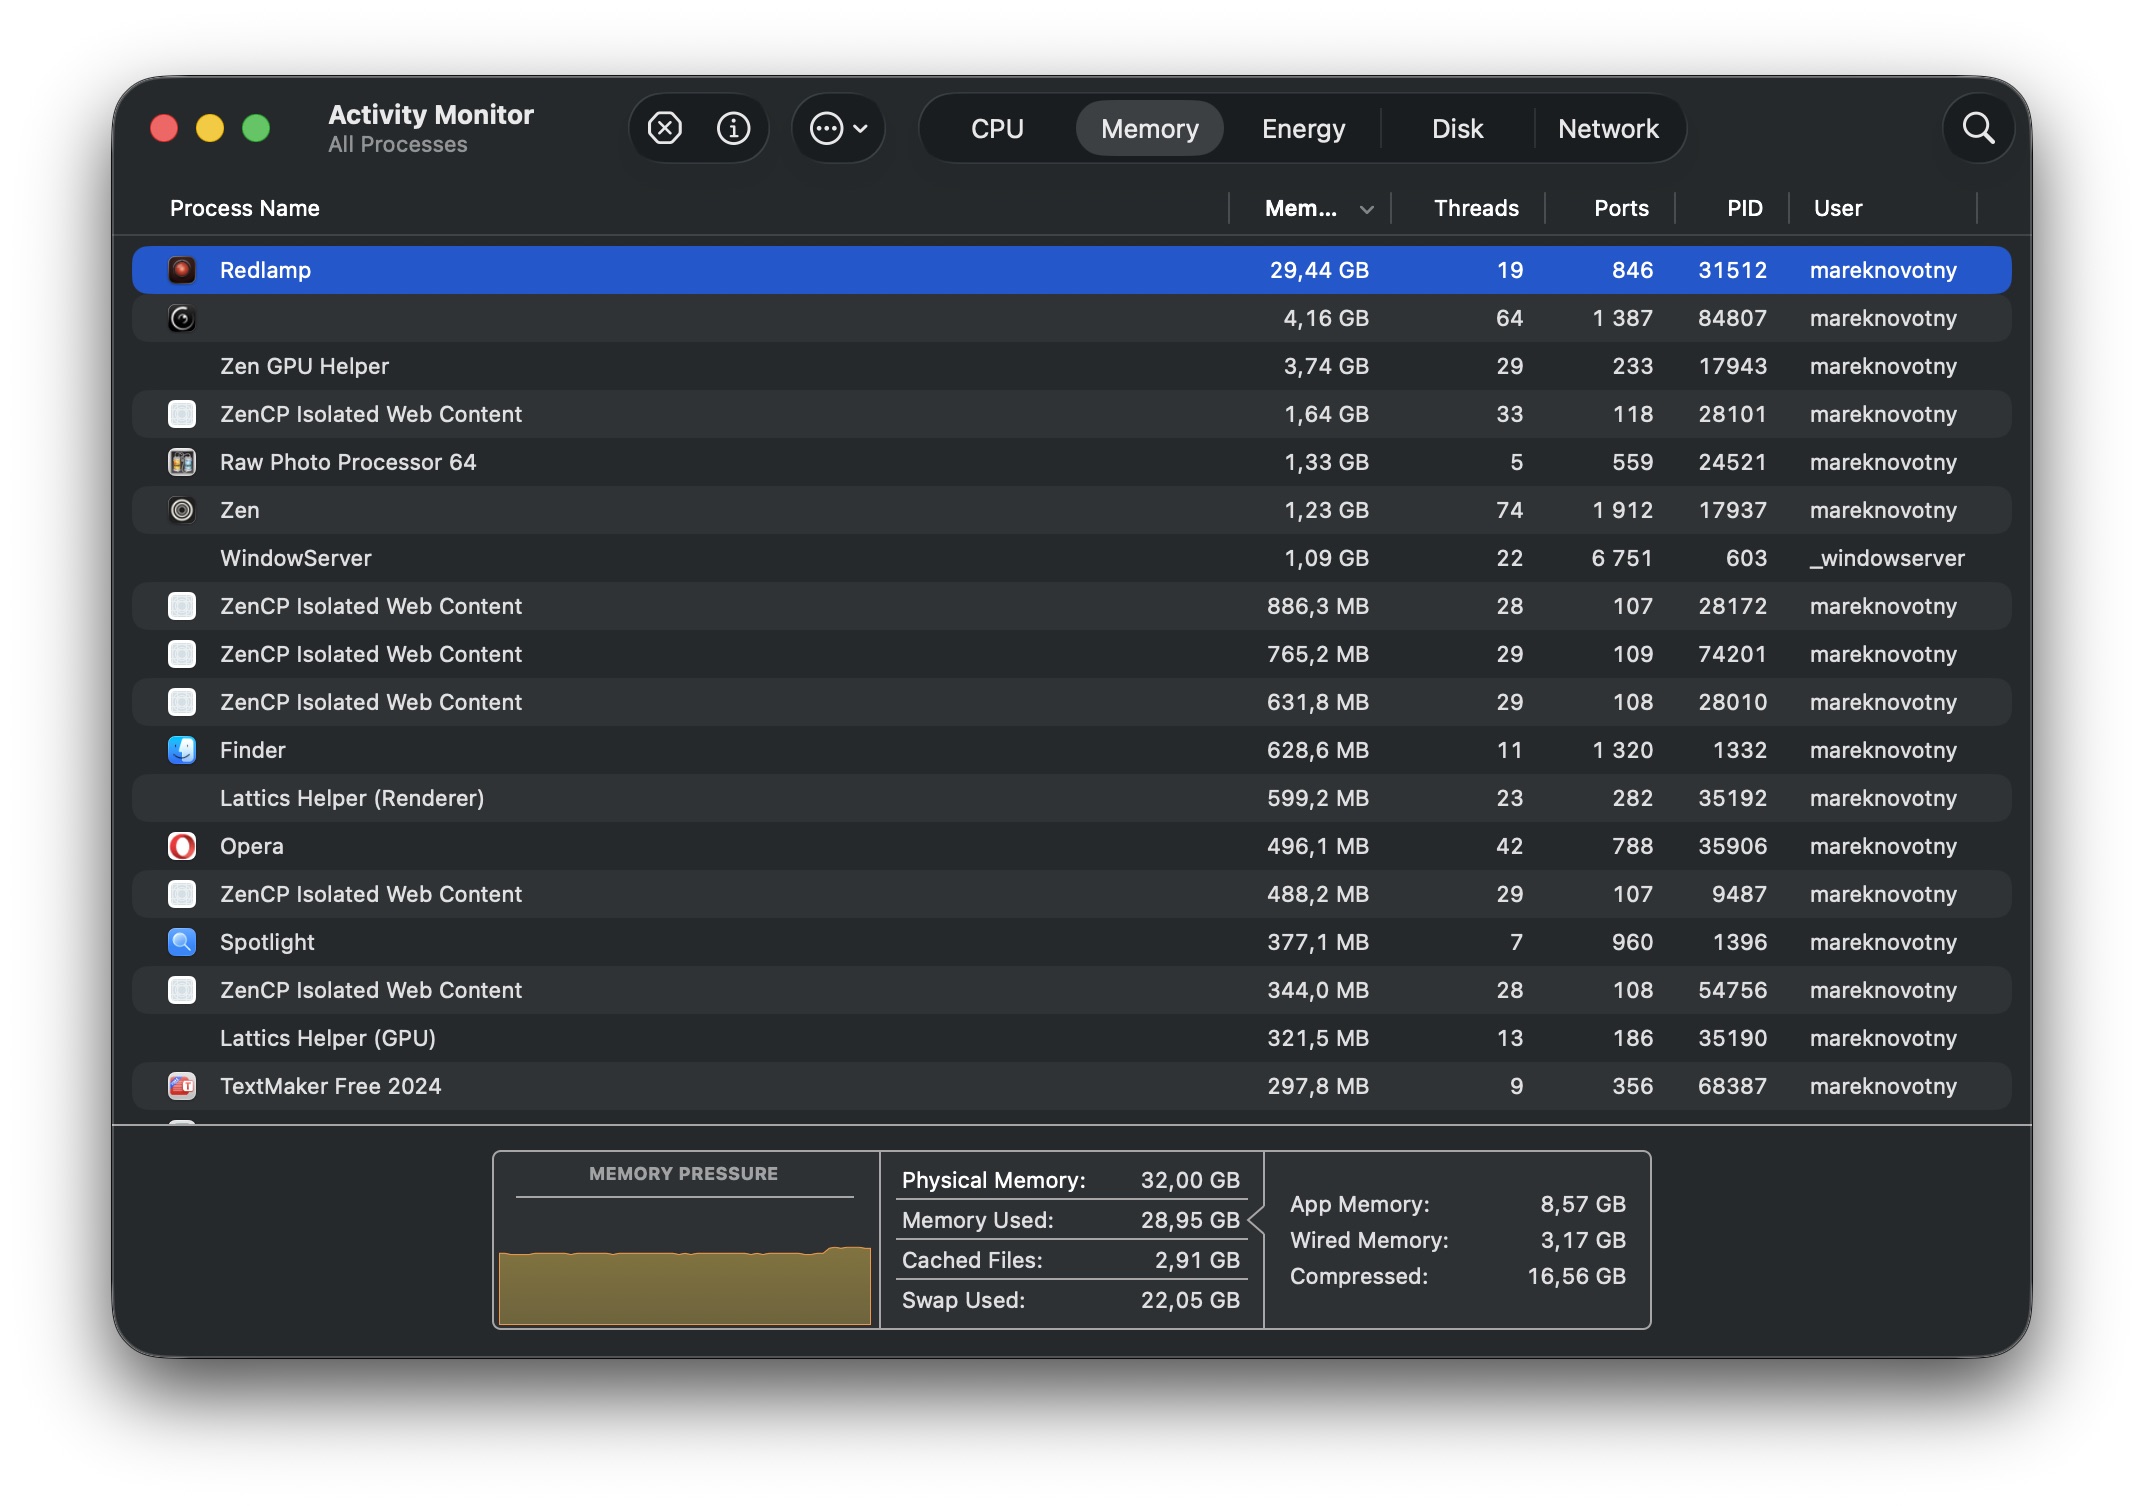 Activity Monitor
All Processes
CPU Memory Energy Disk Network
Process Name Mem... Threads Ports PID User
Redlamp 29,44 GB 19 846 31512 mareknovotny
4,16 GB 64 1 387 84807 mareknovotny
Zen GPU Helper 3,74 GB 29 233 17943 mareknovotny
ZenCP Isolated Web Content 1,64 GB 33 118 28101 mareknovotny
Raw Photo Processor 64 1,33 GB 5 559 24521 mareknovotny
Zen 1,23 GB 74 1 912 17937 mareknovotny
WindowServer 1,09 GB 22 6 751 603 _windowserver
ZenCP Isolated Web Content 886,3 MB 28 107 28172 mareknovotny
ZenCP Isolated Web Content 765,2 MB 29 109 74201 mareknovotny
ZenCP Isolated Web Content 631,8 MB 29 108 28010 mareknovotny
Finder 628,6 MB 11 1 320 1332 mareknovotny
Lattics Helper (Renderer) 599,2 MB 23 282 35192 mareknovotny
Opera 496,1 MB 42 788 35906 mareknovotny
ZenCP Isolated Web Content 488,2 MB 29 107 9487 mareknovotny
Spotlight 377,1 MB 7 960 1396 mareknovotny
ZenCP Isolated Web Content 344,0 MB 28 108 54756 mareknovotny
Lattics Helper (GPU) 321,5 MB 13 186 35190 mareknovotny
TextMaker Free 2024 297,8 MB 9 356 68387 mareknovotny
MEMORY PRESSURE
Physical Memory: 32,00 GB
Memory Used: 28,95 GB
Cached Files: 2,91 GB
Swap Used: 22,05 GB
App Memory: 8,57 GB
Wired Memory: 3,17 GB
Compressed: 16,56 GB